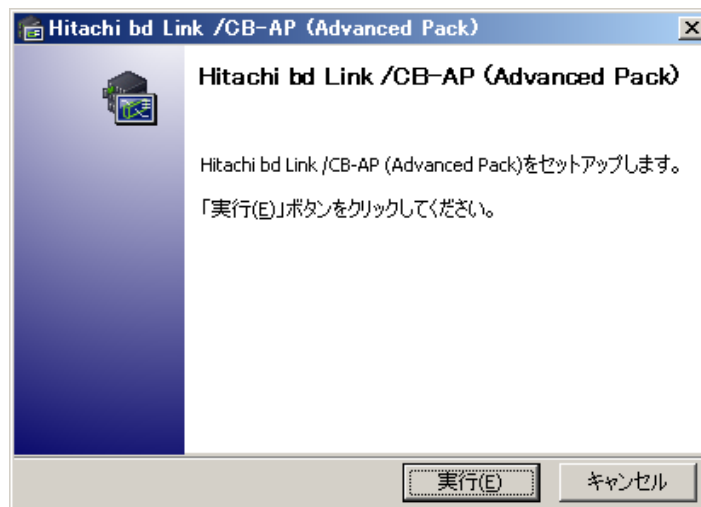 Hitachi bd Link /CB-AP (Advanced Pack)
Hitachi bd Link /CB-AP (Advanced Pack)
Hitachi bd Link /CB-AP (Advanced Pack)をセットアップします。
「実行(E)」ボタンをクリックしてください。
実行(E)
キャンセル